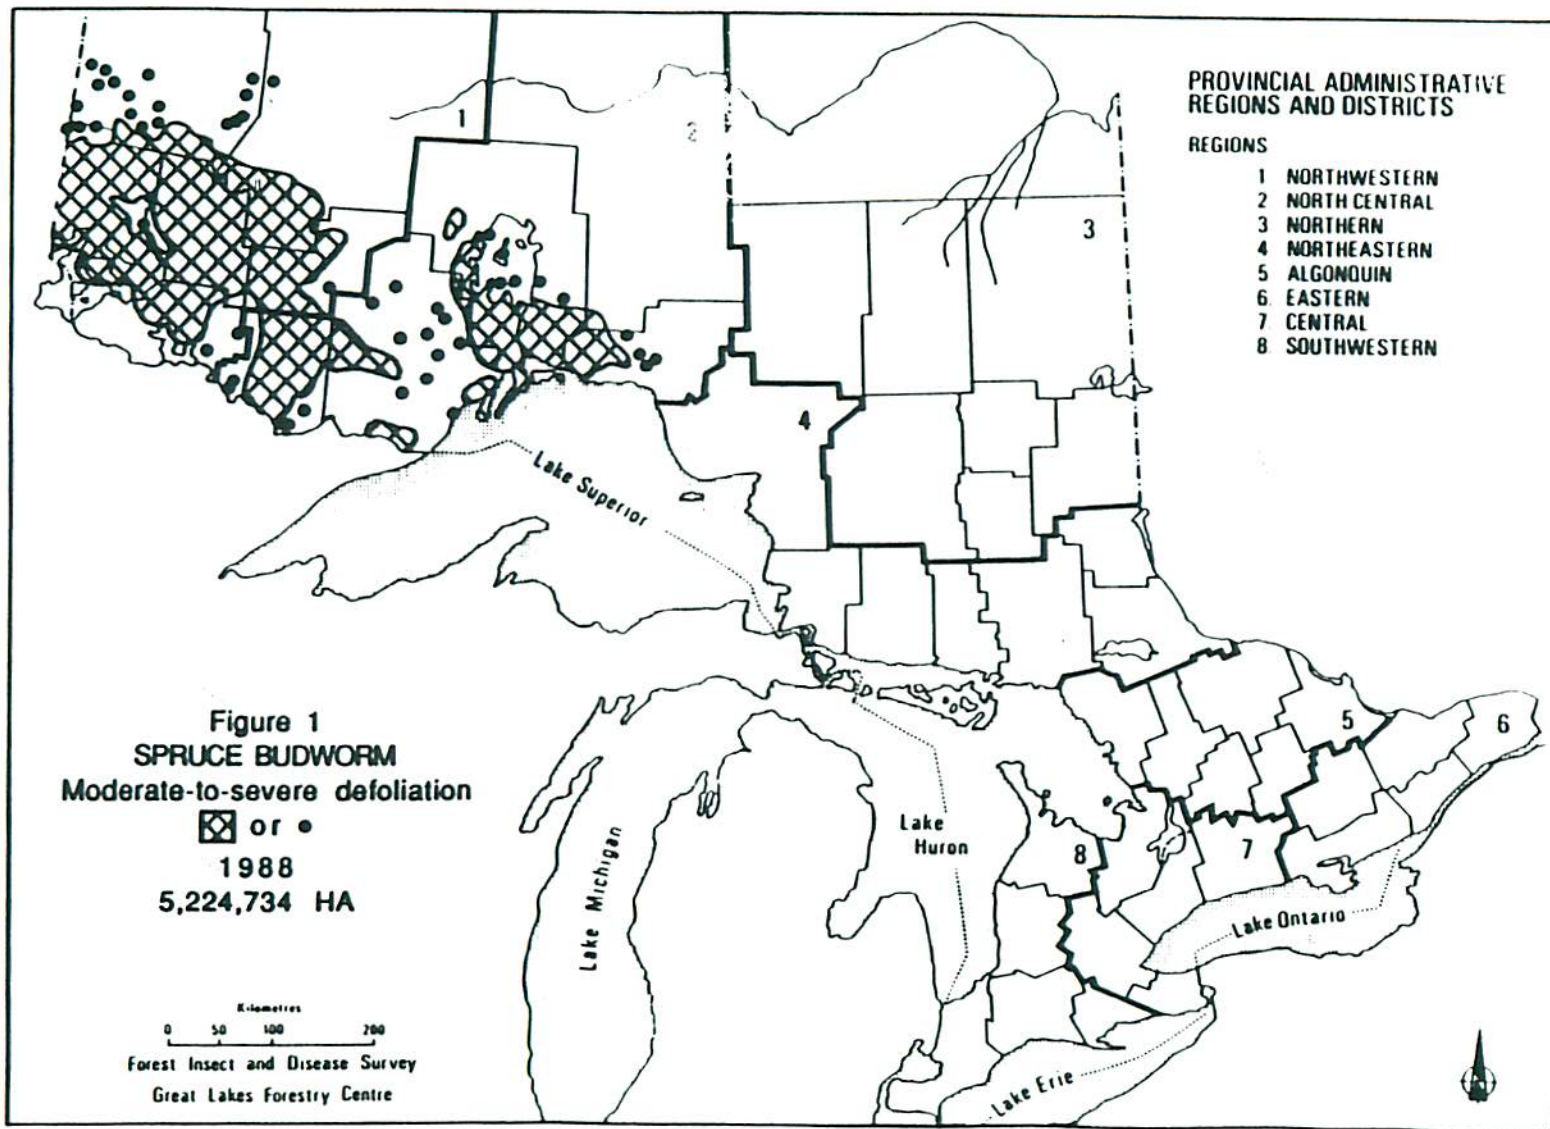 PROVINCIAL ADMINISTRATIVE
REGIONS AND DISTRICTS
REGIONS
1 NORTHWESTERN
2 NORTH CENTRAL
3 NORTHERN
4 NORTHEASTERN
5 ALGONQUIN
6 EASTERN
7 CENTRAL
8 SOUTHWESTERN
1
2
3
4
Lake Superior
5
6
7
8
Lake
Huron
Lake Michigan
Lake Ontario
Lake Erie
Figure 1
SPRUCE BUDWORM
Moderate-to-severe defoliation
or
1988
5,224,734 HA
Kilometres
0 50 100 200
Forest Insect and Disease Survey
Great Lakes Forestry Centre